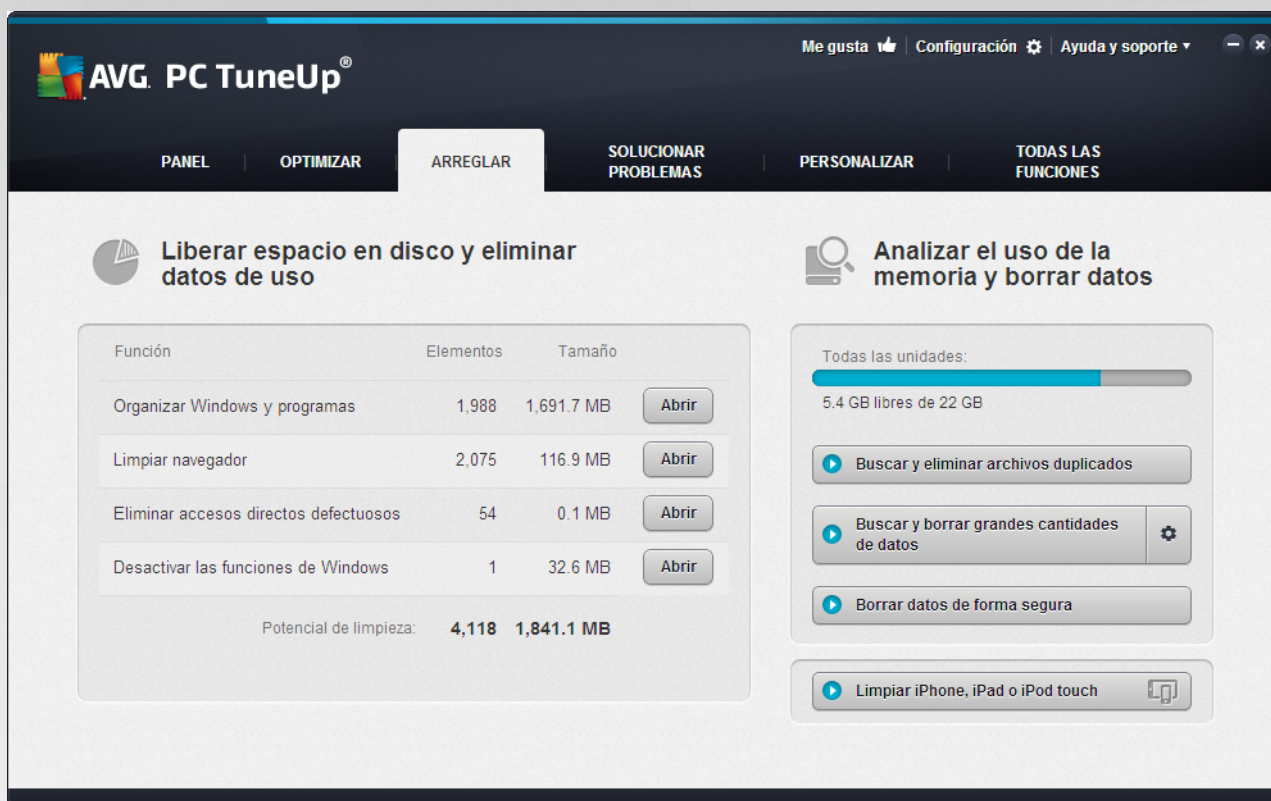 Me gusta
Configuración
Ayuda y soporte
AVG. PC TuneUp®
PANEL
OPTIMIZAR
ARREGLAR
SOLUCIONAR
PROBLEMAS
PERSONALIZAR
TODAS LAS
FUNCIONES
Liberar espacio en disco y eliminar
datos de uso
Función Elementos Tamaño
Organizar Windows y programas 1,988 1,691.7 MB Abrir
Limpiar navegador 2,075 116.9 MB Abrir
Eliminar accesos directos defectuosos 54 0.1 MB Abrir
Desactivar las funciones de Windows 1 32.6 MB Abrir
Potencial de limpieza: 4,118 1,841.1 MB
Analizar el uso de la
memoria y borrar datos
Todas las unidades:
5.4 GB libres de 22 GB
Buscar y eliminar archivos duplicados
Buscar y borrar grandes cantidades
de datos
Borrar datos de forma segura
Limpiar iPhone, iPad o iPod touch